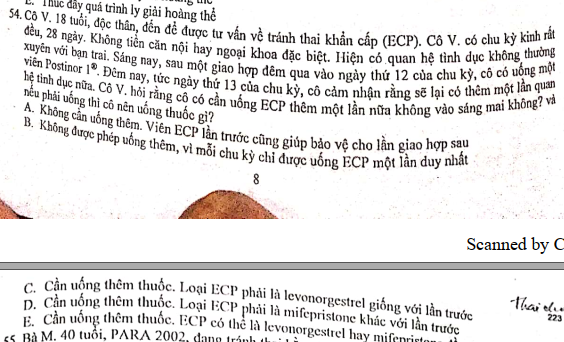 E. Thúc đẩy quá trình ly giải hoàng thể
54. Cô V. 18 tuổi, độc thân, đến để được tư vấn về tránh thai khẩn cấp (ECP). Cô V. có chu kỳ kinh rất
đều, 28 ngày. Không tiền căn nội hay ngoại khoa đặc biệt. Hiện có quan hệ tình dục không thường
xuyên với bạn trai. Sáng nay, sau một giao hợp đêm qua vào ngày thứ 12 của chu kỳ, cô có uống một
viên Postinor 1®. Đêm nay, tức ngày thứ 13 của chu kỳ, cô cảm nhận rằng sẽ lại có thêm một lần quan
hệ tình dục nữa. Cô V. hỏi rằng cô có cần uống ECP thêm một lần nữa không vào sáng mai không? và
nếu phải uống thì cô nên uống thuốc gì?
A. Không cần uống thêm. Viên ECP lần trước cũng giúp bảo vệ cho lần giao hợp sau
B. Không được phép uống thêm, vì mỗi chu kỳ chỉ được uống ECP một lần duy nhất
8
Scanned by C
C. Cần uống thêm thuốc. Loại ECP phải là levonorgestrel giống với lần trước
D. Cần uống thêm thuốc. Loại ECP phải là mifepristone khác với lần trước
E. Cần uống thêm thuốc. ECP có thể là levonorgestrel hay
Thai
223
55. Bà M. 40 tuổi, PARA 2002, đang tránh